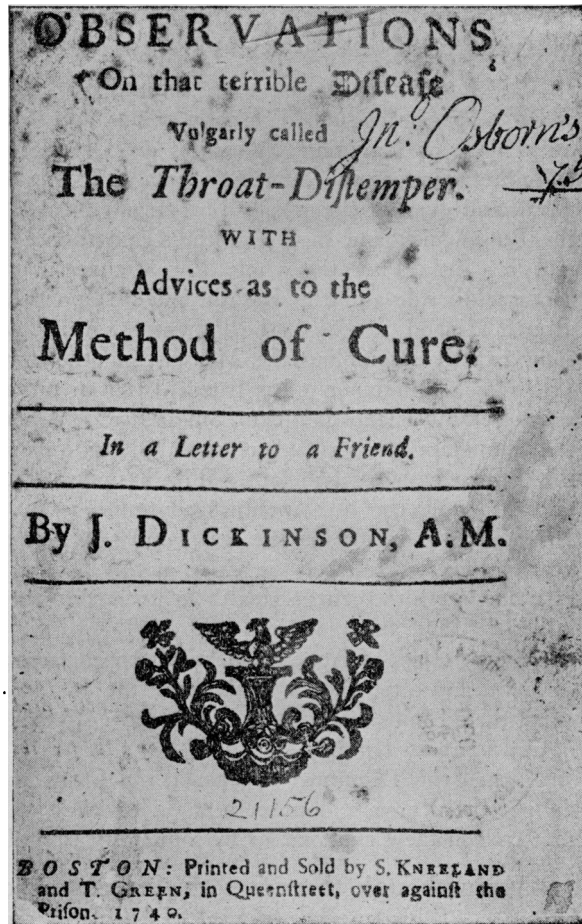 OBSERVATIONS
On that terrible Diſeaſe
Vulgarly called
Jnº. Osborn's
The Throat-Diſtemper.
WITH
Advices as to the
Method of Cure.
In a Letter to a Friend.
By J. DICKINSON, A.M.
21156
BOSTON: Printed and Sold by S. KNEELAND
and T. GREEN, in Queenſtreet, over againſt the
Priſon. 1740.